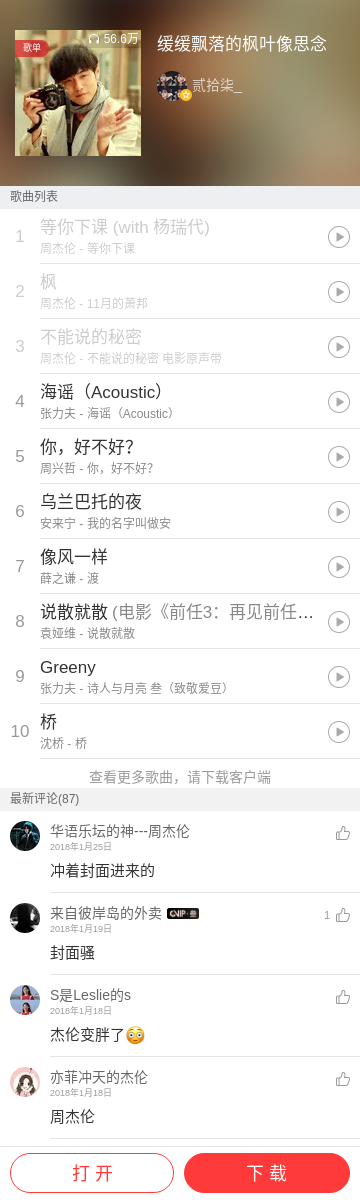 歌单
56.6万
缓缓飘落的枫叶像思念
贰拾柒_
歌曲列表
1
等你下课 (with 杨瑞代)
周杰伦 - 等你下课
2
枫
周杰伦 - 11月的萧邦
3
不能说的秘密
周杰伦 - 不能说的秘密 电影原声带
4
海谣（Acoustic）
张力夫 - 海谣（Acoustic）
5
你，好不好？
周兴哲 - 你，好不好？
6
乌兰巴托的夜
安来宁 - 我的名字叫做安
7
像风一样
薛之谦 - 渡
8
说散就散 (电影《前任3：再见前任...
袁娅维 - 说散就散
9
Greeny
张力夫 - 诗人与月亮 叁（致敬爱豆）
10
桥
沈桥 - 桥
查看更多歌曲，请下载客户端
最新评论(87)
华语乐坛的神---周杰伦
2018年1月25日
冲着封面进来的
来自彼岸岛的外卖
1
2018年1月19日
封面骚
S是Leslie的s
2018年1月18日
杰伦变胖了😳
亦菲冲天的杰伦
2018年1月18日
周杰伦
打 开
下 载